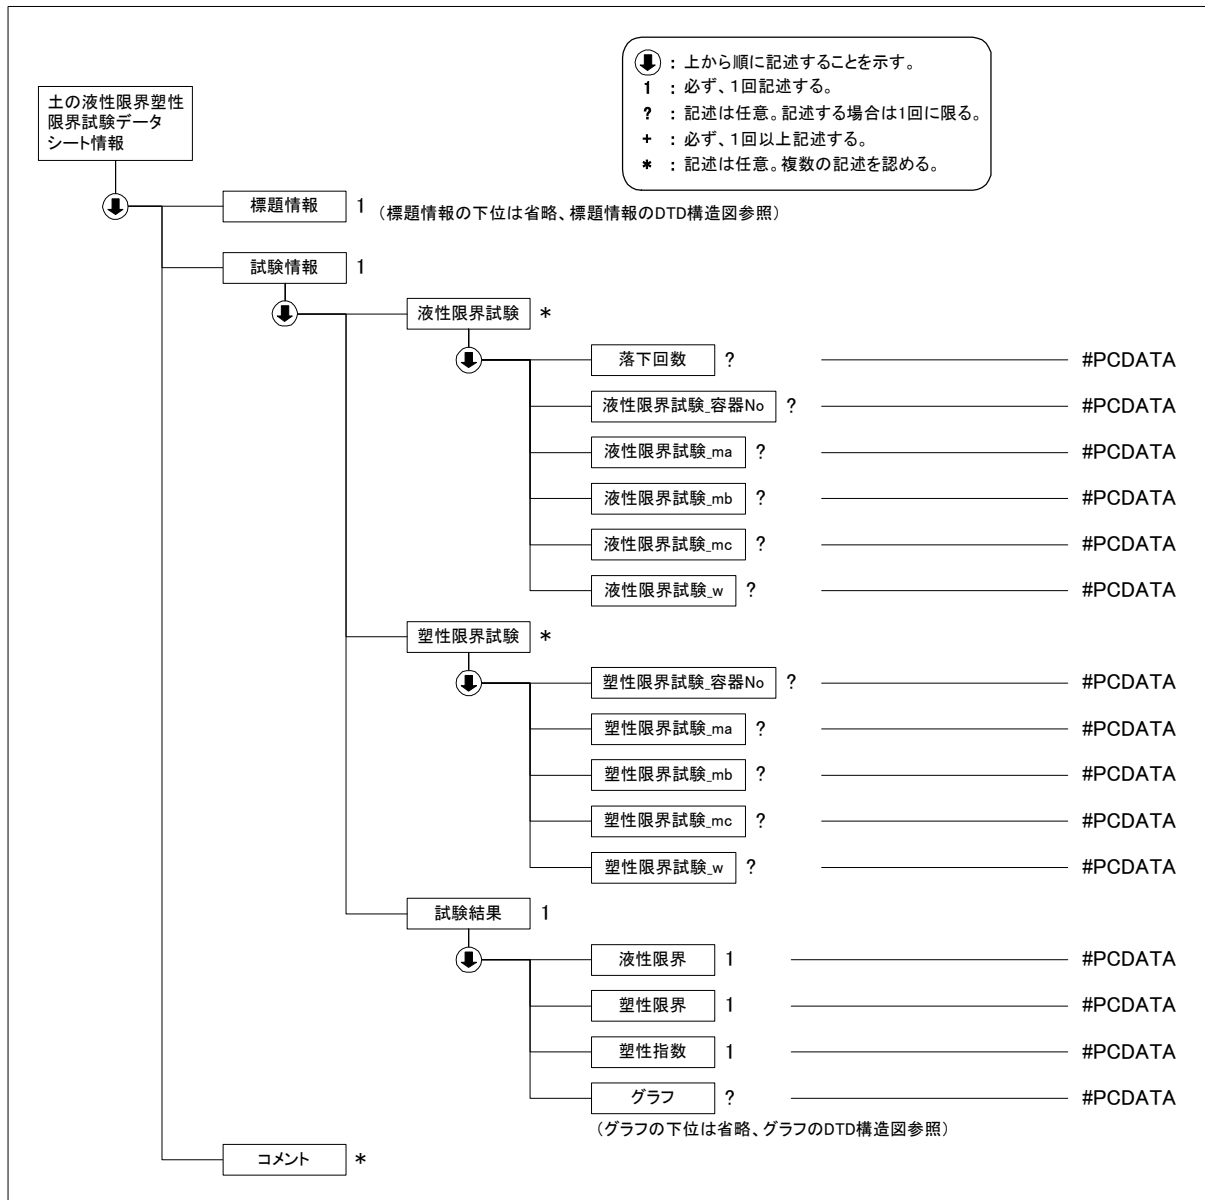 ： 上から順に記述することを示す。
1 ： 必ず、1回記述する。
? ： 記述は任意。記述する場合は1回に限る。
+ ： 必ず、1回以上記述する。
* ： 記述は任意。複数の記述を認める。
土の液性限界塑性
限界試験データ
シート情報
標題情報 1 （標題情報の下位は省略、標題情報のDTD構造図参照）
試験情報 1
液性限界試験 *
落下回数 ? #PCDATA
液性限界試験_容器No ? #PCDATA
液性限界試験_ma ? #PCDATA
液性限界試験_mb ? #PCDATA
液性限界試験_mc ? #PCDATA
液性限界試験_w ? #PCDATA
塑性限界試験 *
塑性限界試験_容器No ? #PCDATA
塑性限界試験_ma ? #PCDATA
塑性限界試験_mb ? #PCDATA
塑性限界試験_mc ? #PCDATA
塑性限界試験_w ? #PCDATA
試験結果 1
液性限界 1 #PCDATA
塑性限界 1 #PCDATA
塑性指数 1 #PCDATA
グラフ ? #PCDATA
（グラフの下位は省略、グラフのDTD構造図参照）
コメント *